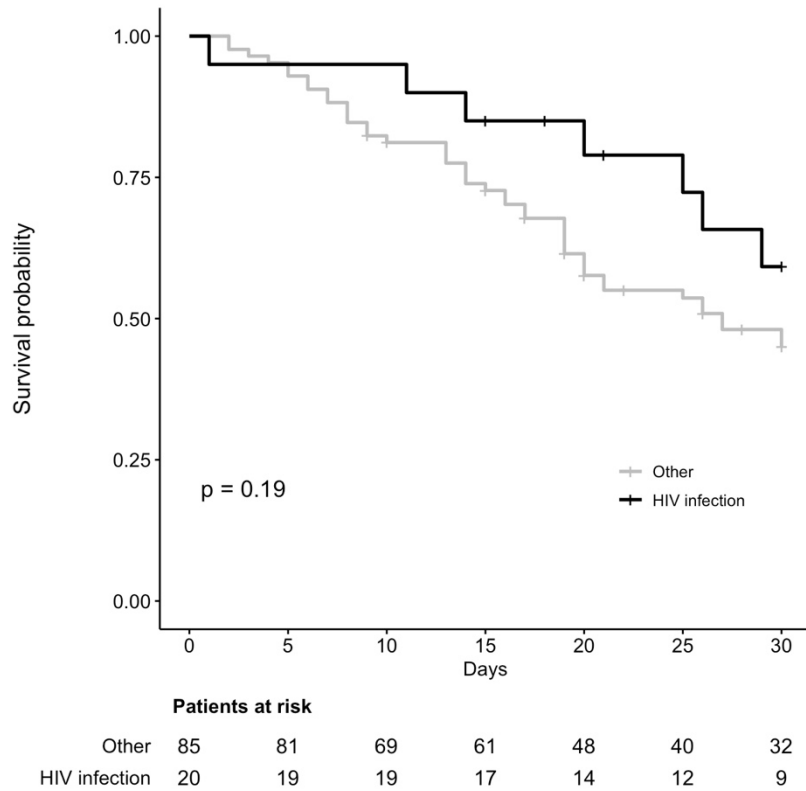 1.00
0.75
0.50
0.25
0.00
Survival probability
p = 0.19
Other
HIV infection
0 5 10 15 20 25 30
Days
Patients at risk
Other 85 81 69 61 48 40 32
HIV infection 20 19 19 17 14 12 9